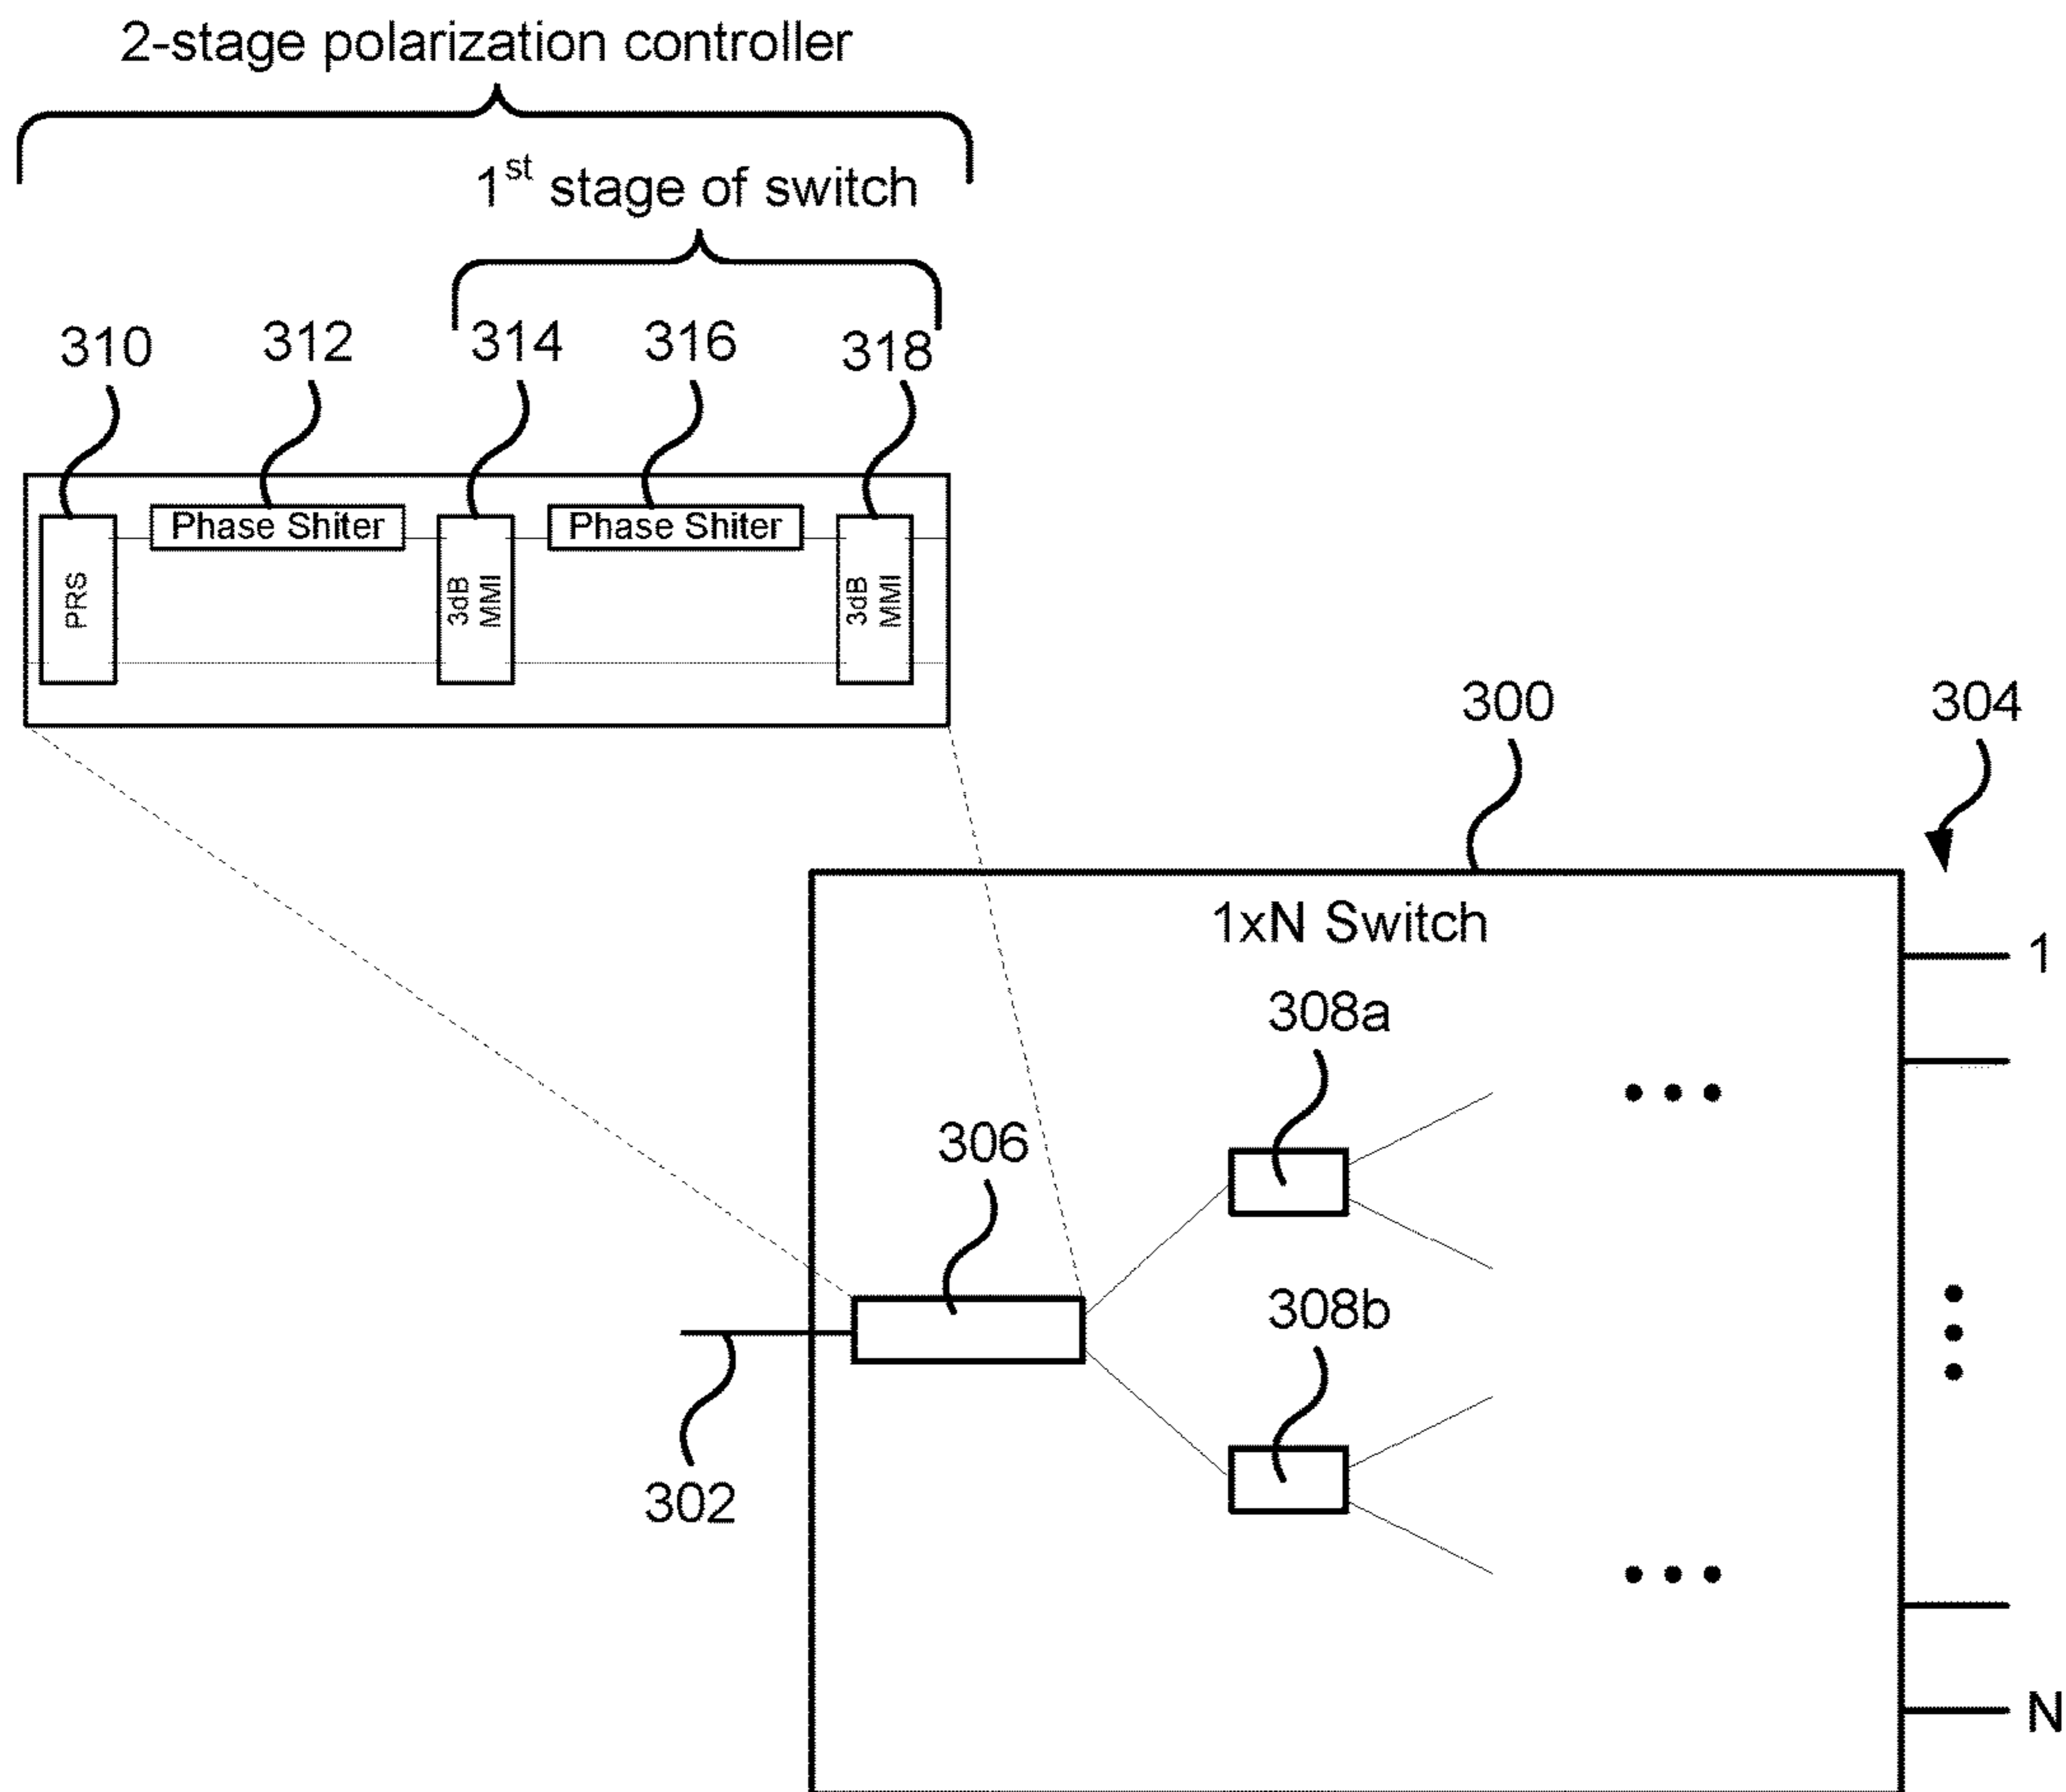 2-stage polarization controller
1st stage of switch
310
312
314
316
318
Phase Shiter
Phase Shiter
PRS
3dB
MMI
3dB
MMI
300
304
1xN Switch
1
308a
306
308b
302
N